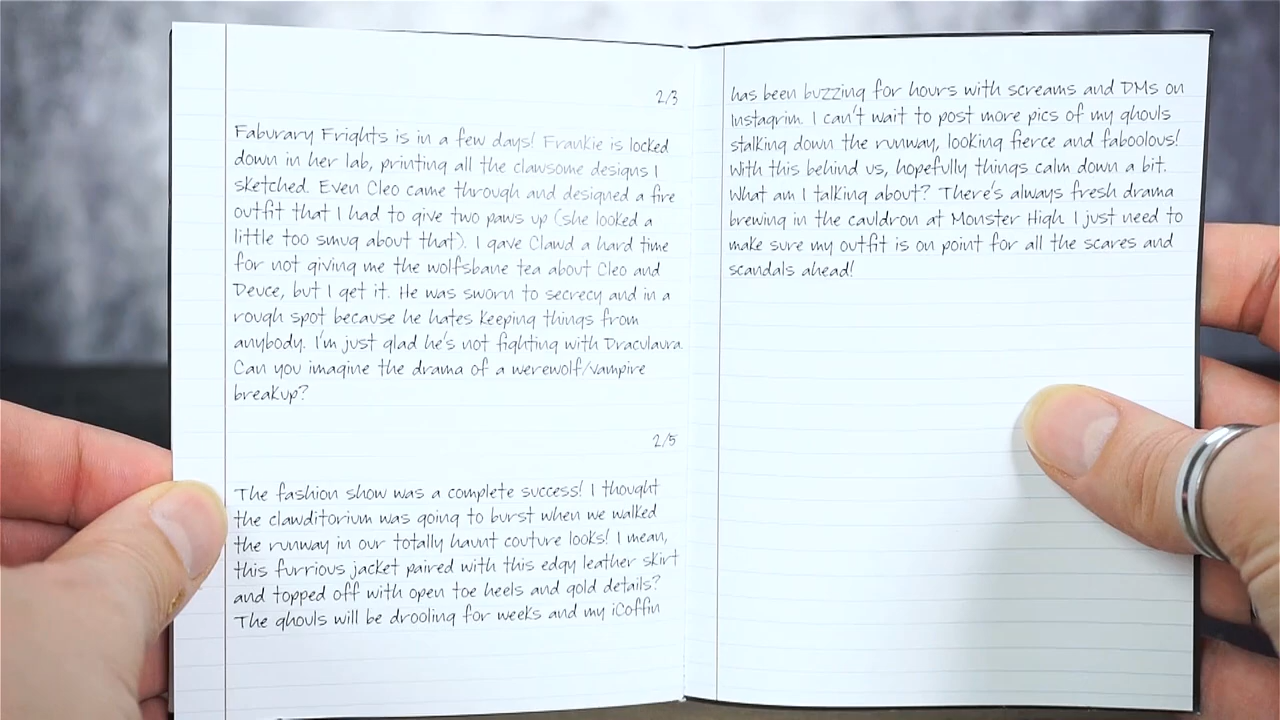 2/3
Faburary Frights is in a few days! Frankie is locked
down in her lab, printing all the clawsome designs I
sketched. Even Cleo came through and designed a fire
outfit that I had to give two paws up (she looked a
little too smug about that). I gave Clawd a hard time
for not giving me the wolfsbane tea about Cleo and
Deuce, but I get it. He was sworn to secrecy and in a
rough spot because he hates keeping things from
anybody. I'm just glad he's not fighting with Draculaura.
Can you imagine the drama of a werewolf/vampire
breakup?
2/5
The fashion show was a complete success! I thought
the clawditorium was going to burst when we walked
the runway in our totally haunt couture looks! I mean,
this furrious jacket paired with this edgy leather skirt
and topped off with open toe heels and gold details?
The ghouls will be drooling for weeks and my iCoffin
has been buzzing for hours with screams and DMs on
Instagrim. I can't wait to post more pics of my ghouls
stalking down the runway, looking fierce and faboolous!
With this behind us, hopefully things calm down a bit.
What am I talking about? There's always fresh drama
brewing in the cauldron at Monster High. I just need to
make sure my outfit is on point for all the scares and
scandals ahead!